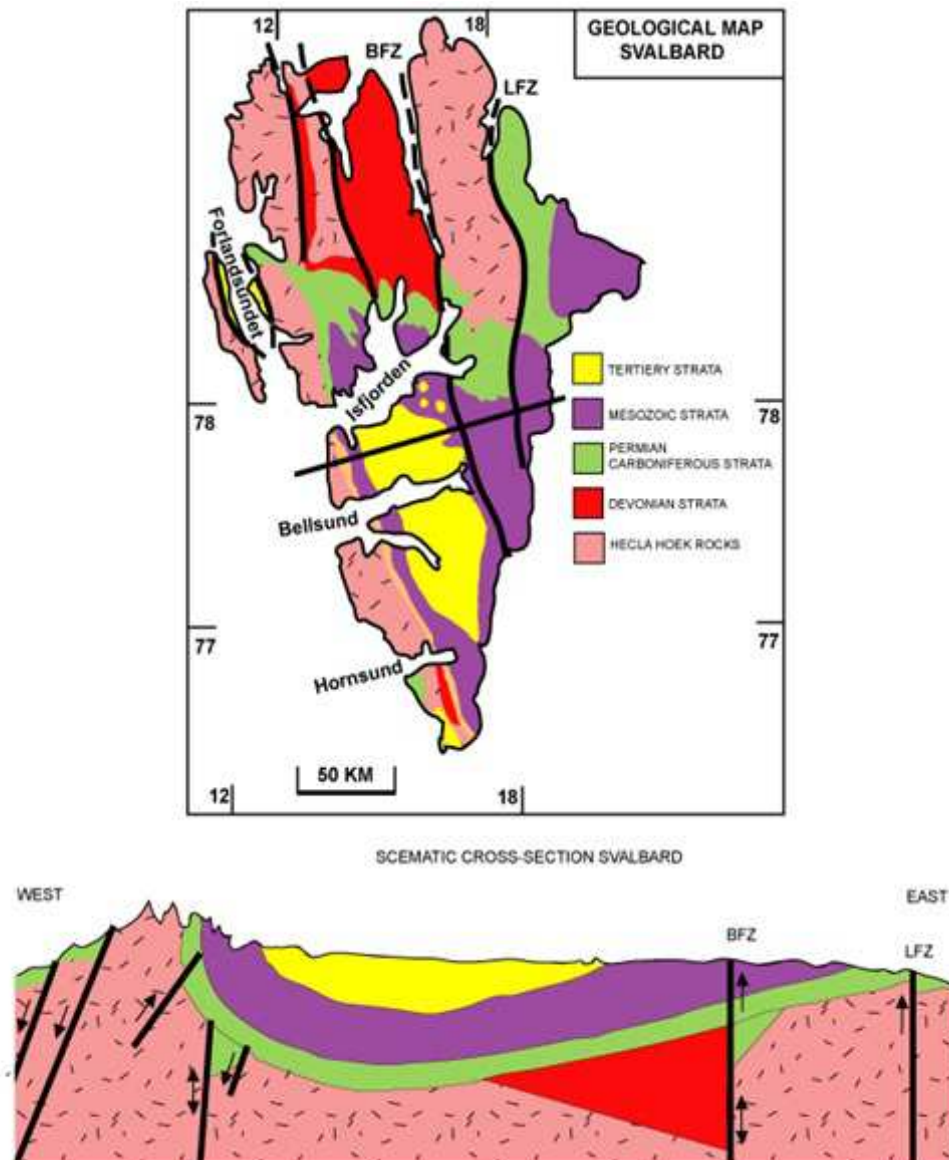 12
18
GEOLOGICAL MAP
SVALBARD
BFZ
LFZ
Forlandsundet
Isfjorden
TERTIERY STRATA
78
78
MESOZOIC STRATA
PERMIAN
CARBONIFEROUS STRATA
Bellsund
DEVONIAN STRATA
HECLA HOEK ROCKS
77
77
Hornsund
50 KM
12
18
SCEMATIC CROSS-SECTION SVALBARD
WEST
EAST
BFZ
LFZ